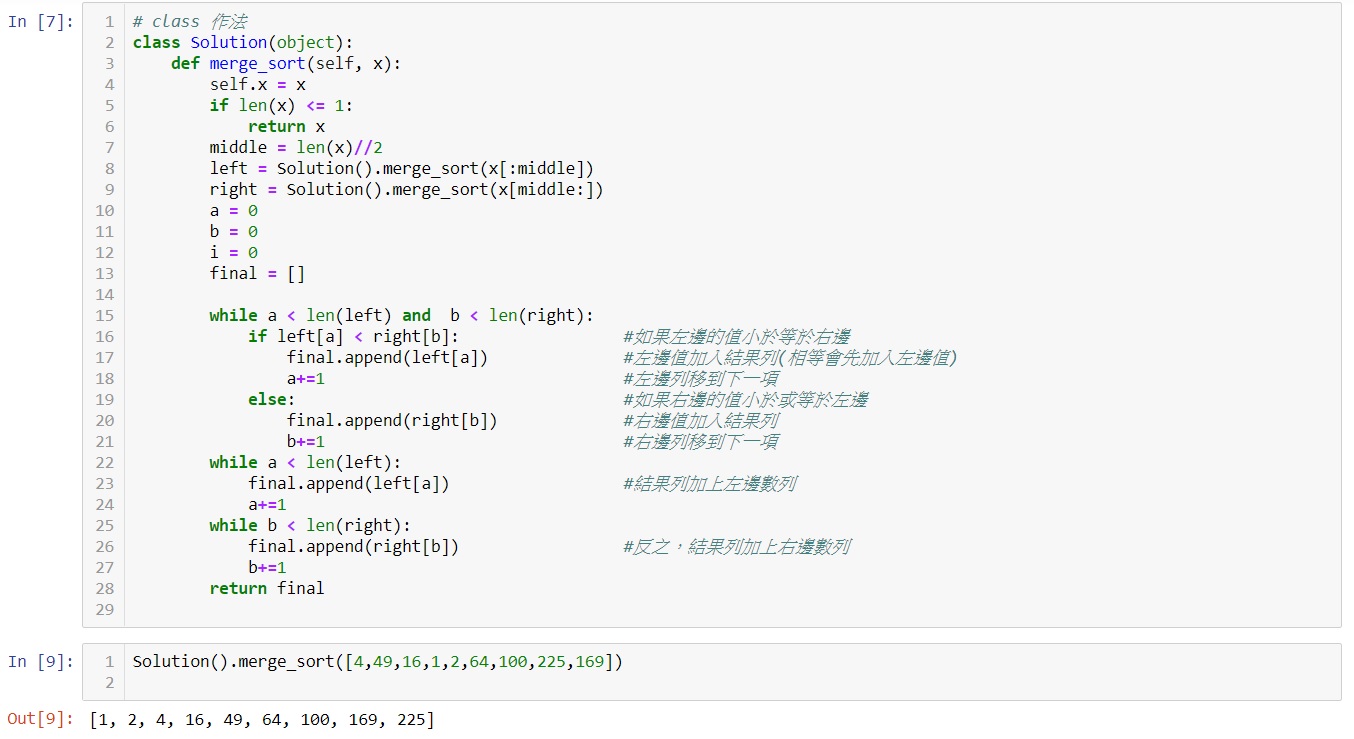 In [7]:
1 # class 作法
2 class Solution(object):
3     def merge_sort(self, x):
4         self.x = x
5         if len(x) <= 1:
6             return x
7         middle = len(x)//2
8         left = Solution().merge_sort(x[:middle])
9         right = Solution().merge_sort(x[middle:])
10         a = 0
11         b = 0
12         i = 0
13         final = []
14
15         while a < len(left) and  b < len(right):
16             if left[a] < right[b]:                 #如果左邊的值小於等於右邊
17                 final.append(left[a])              #左邊值加入結果列(相等會先加入左邊值)
18                 a+=1                               #左邊列移到下一項
19             else:                                  #如果右邊的值小於或等於左邊
20                 final.append(right[b])             #右邊值加入結果列
21                 b+=1                               #右邊列移到下一項
22         while a < len(left):
23             final.append(left[a])                  #結果列加上左邊數列
24             a+=1
25         while b < len(right):
26             final.append(right[b])                 #反之，結果列加上右邊數列
27             b+=1
28         return final
29
In [9]:
1 Solution().merge_sort([4,49,16,1,2,64,100,225,169])
2
Out[9]: [1, 2, 4, 16, 49, 64, 100, 169, 225]